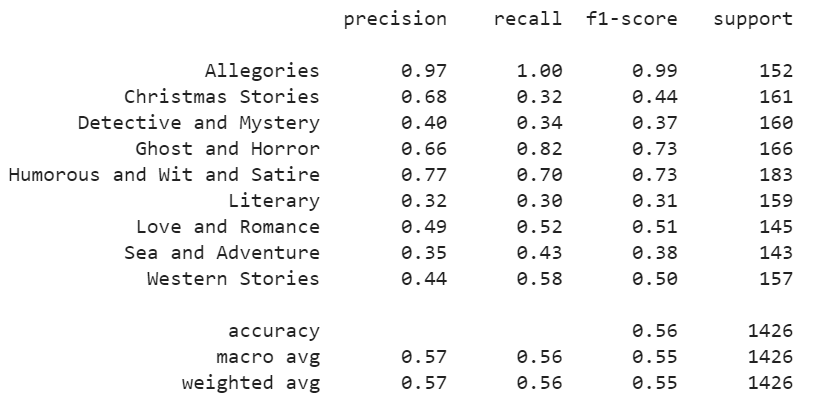 precision recall f1-score support
Allegories 0.97 1.00 0.99 152
Christmas Stories 0.68 0.32 0.44 161
Detective and Mystery 0.40 0.34 0.37 160
Ghost and Horror 0.66 0.82 0.73 166
Humorous and Wit and Satire 0.77 0.70 0.73 183
Literary 0.32 0.30 0.31 159
Love and Romance 0.49 0.52 0.51 145
Sea and Adventure 0.35 0.43 0.38 143
Western Stories 0.44 0.58 0.50 157
accuracy 0.56 1426
macro avg 0.57 0.56 0.55 1426
weighted avg 0.57 0.56 0.55 1426